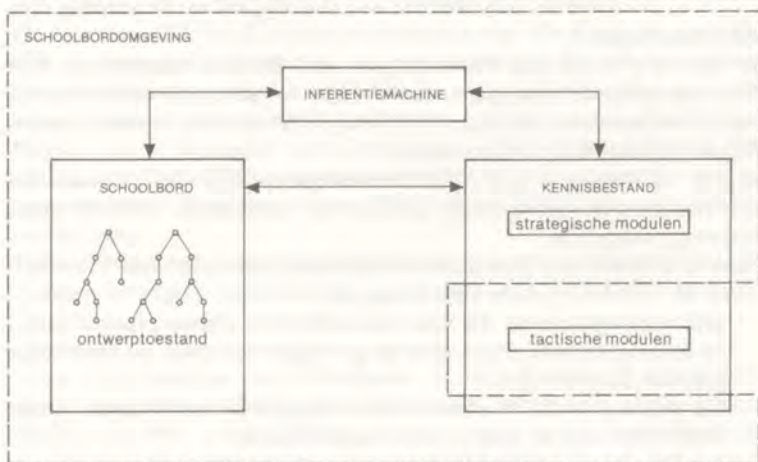 SCHOOLBORDOMGEVING
INFERENTIEMACHINE
SCHOOLBORD
KENNISBESTAND
strategische modulen
ontwerptoestand
tactische modulen